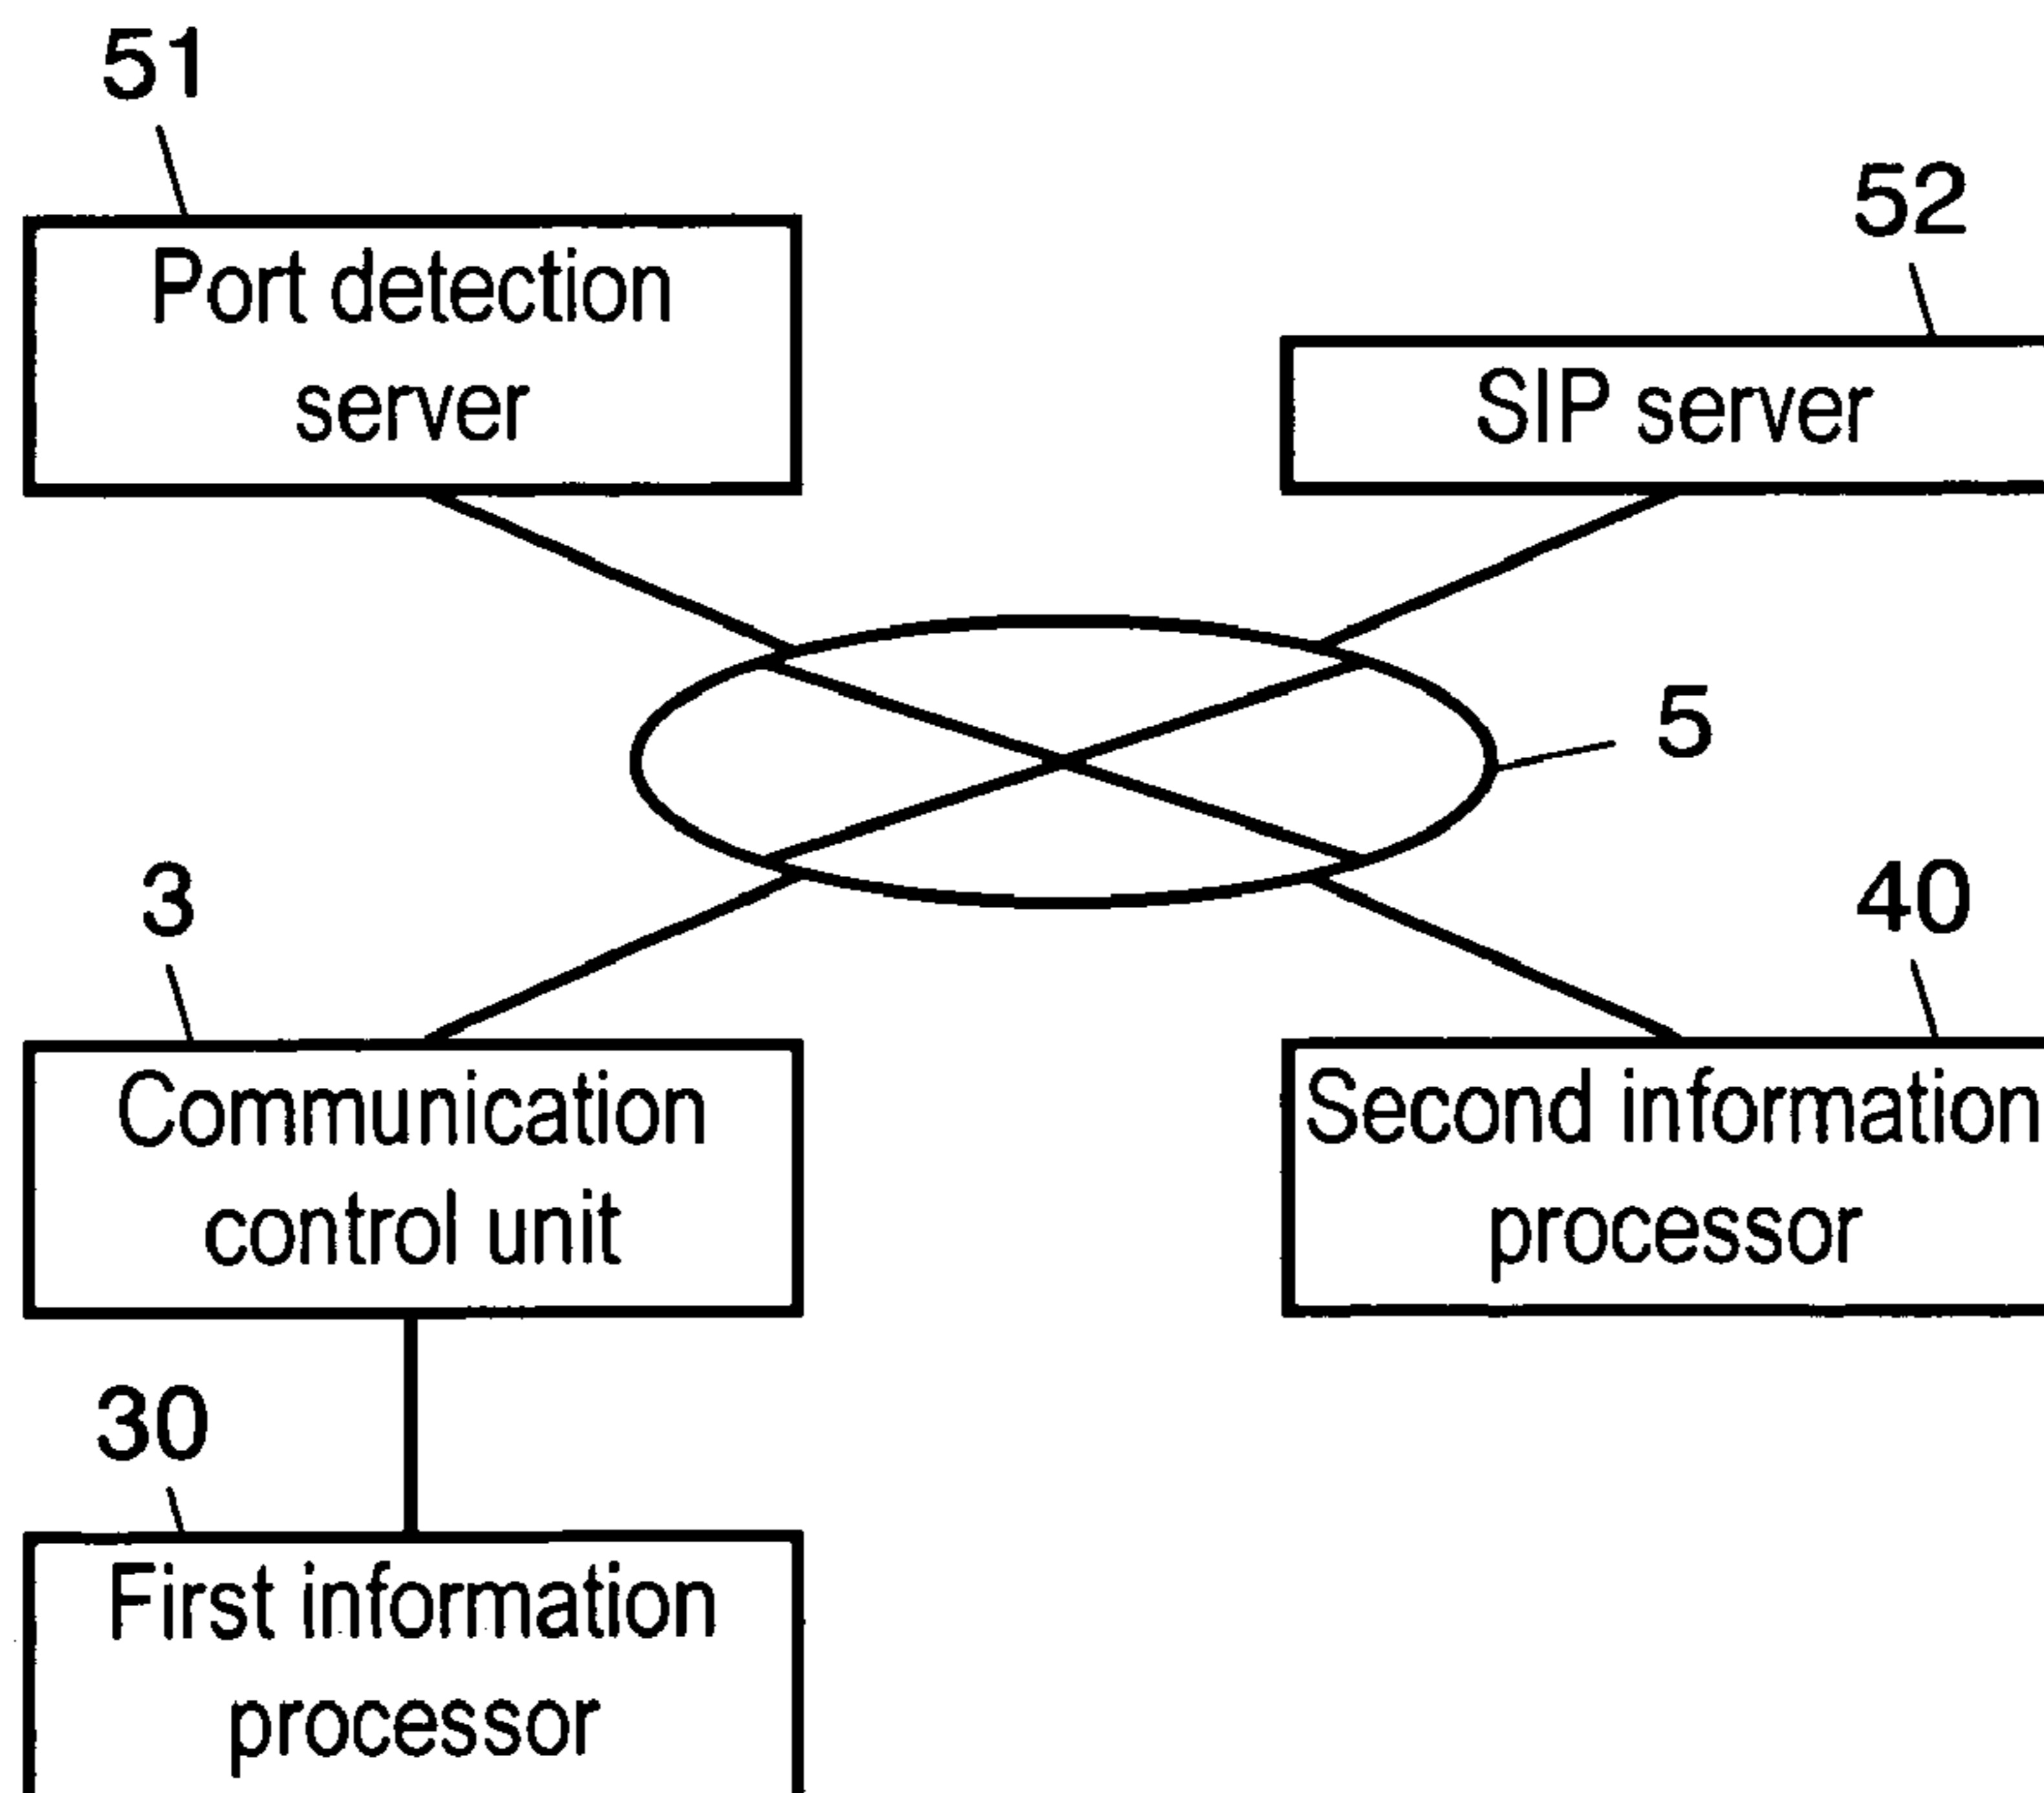 51
Port detection
server
52
SIP server
5
3
Communication
control unit
40
Second information
processor
30
First information
processor